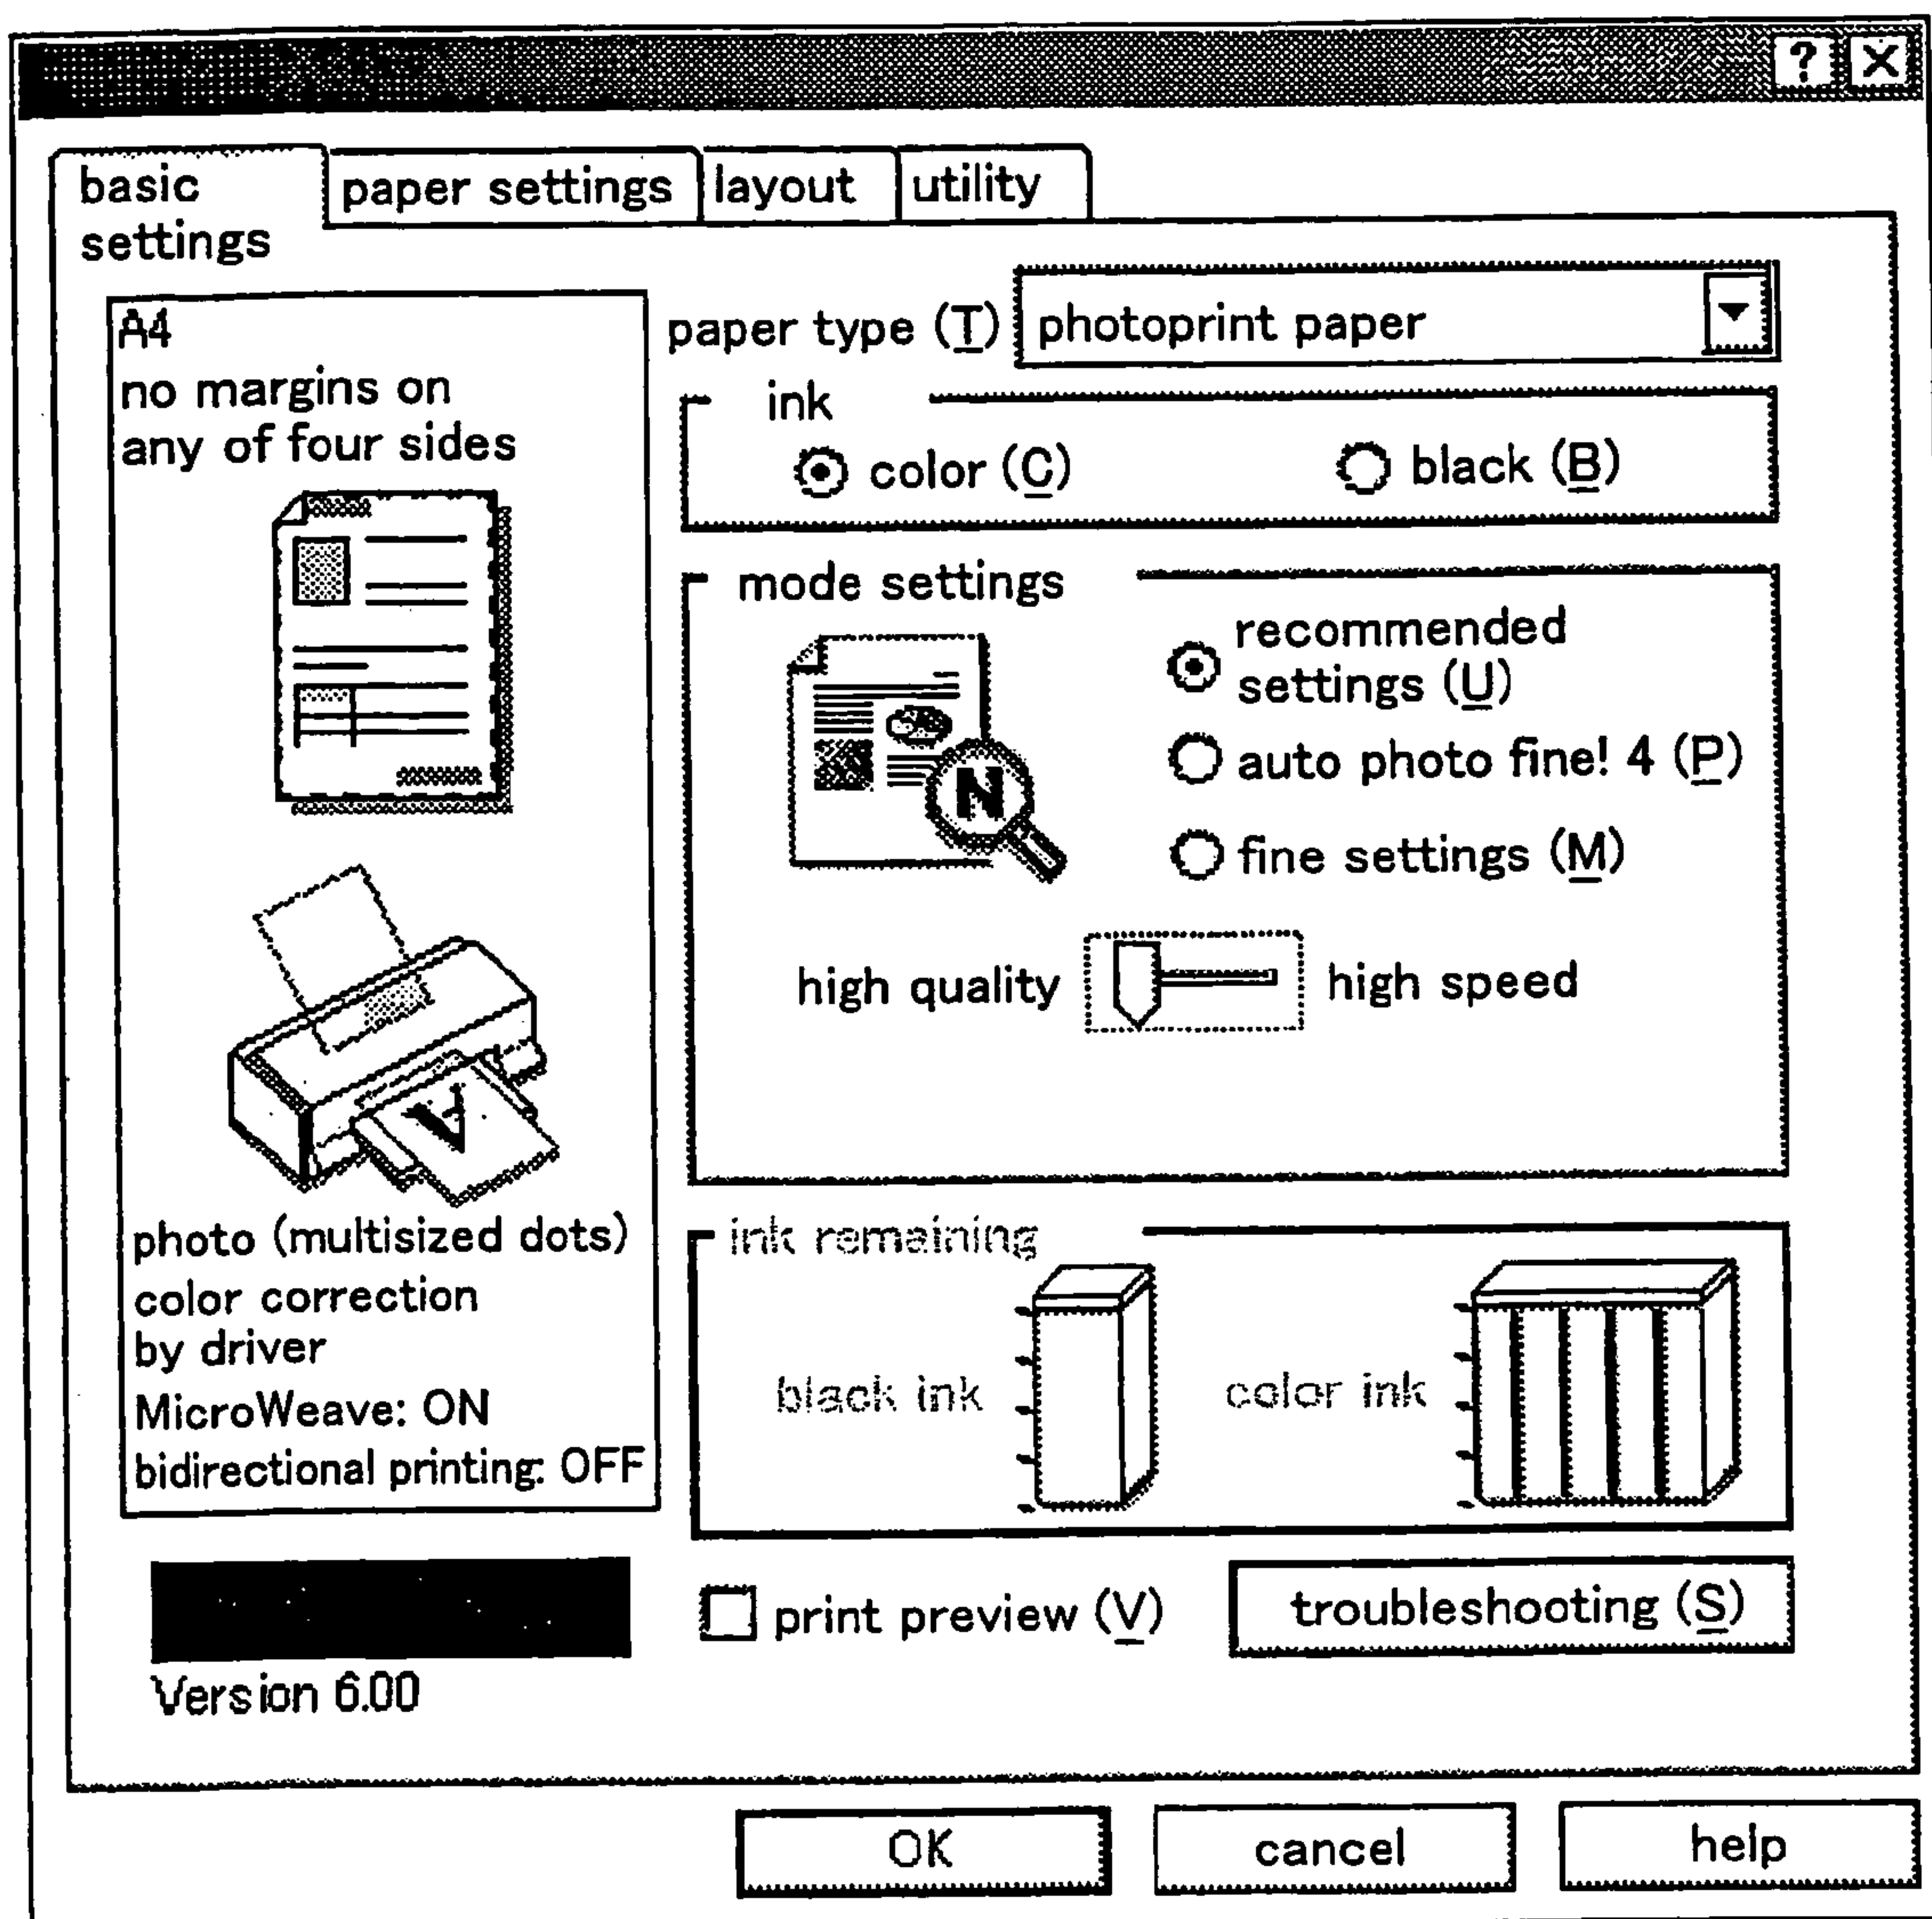 ? X
basic
settings
paper settings
layout
utility
A4
no margins on
any of four sides
photo (multisized dots)
color correction
by driver
MicroWeave: ON
bidirectional printing: OFF
Version 6.00
paper type (T) photoprint paper
ink
color (C) black (B)
mode settings
N
recommended
settings (U)
auto photo fine! 4 (P)
fine settings (M)
high quality high speed
ink remaining
black ink color ink
print preview (V) troubleshooting (S)
OK cancel help
A